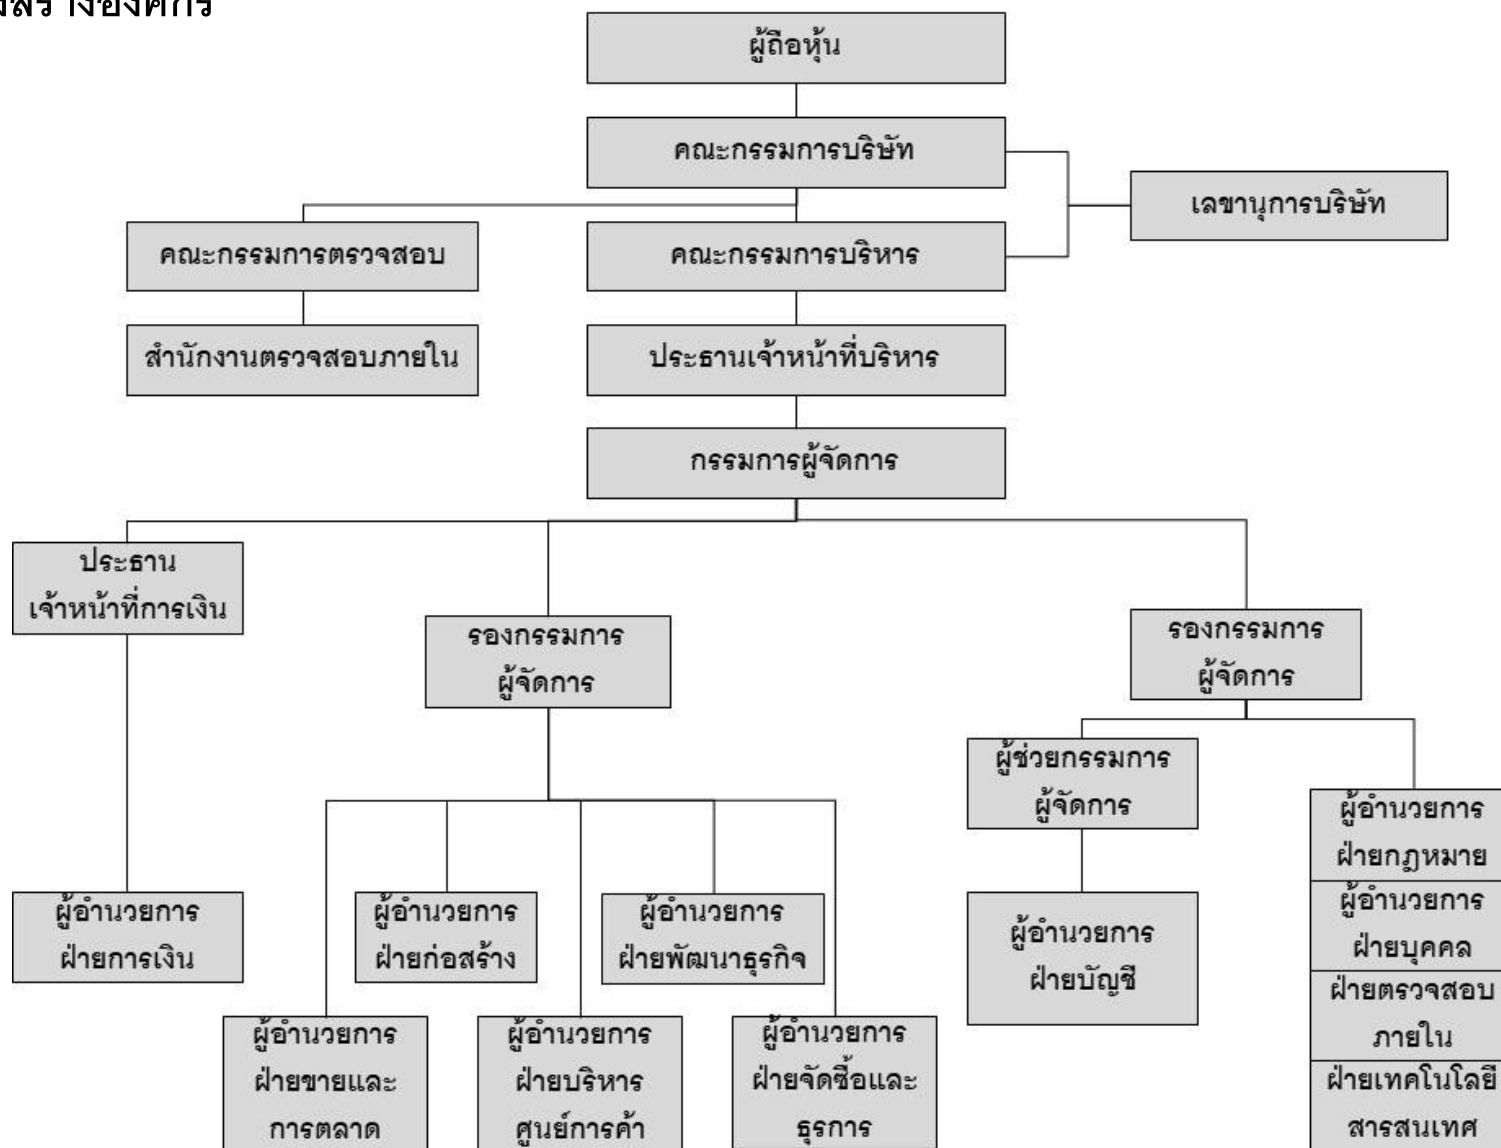 ผู้ถือหุ้น
คณะกรรมการบริษัท
เลขานุการบริษัท
คณะกรรมการตรวจสอบ
คณะกรรมการบริหาร
สำนักงานตรวจสอบภายใน
ประธานเจ้าหน้าที่บริหาร
กรรมการผู้จัดการ
ประธาน
เจ้าหน้าที่การเงิน
รองกรรมการ
ผู้จัดการ
รองกรรมการ
ผู้จัดการ
ผู้ช่วยกรรมการ
ผู้จัดการ
ผู้อำนวยการ
ฝ่ายกฎหมาย
ผู้อำนวยการ
ฝ่ายบุคคล
ฝ่ายตรวจสอบ
ภายใน
ฝ่ายเทคโนโลยี
สารสนเทศ
ผู้อำนวยการ
ฝ่ายการเงิน
ผู้อำนวยการ
ฝ่ายก่อสร้าง
ผู้อำนวยการ
ฝ่ายพัฒนาธุรกิจ
ผู้อำนวยการ
ฝ่ายบัญชี
ผู้อำนวยการ
ฝ่ายขายและ
การตลาด
ผู้อำนวยการ
ฝ่ายบริหาร
ศูนย์การค้า
ผู้อำนวยการ
ฝ่ายจัดซื้อและ
ธุรการ